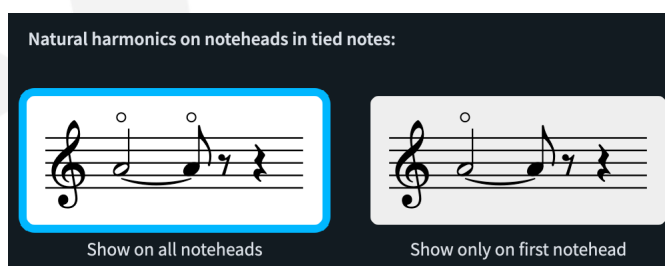 Natural harmonics on noteheads in tied notes:
Show on all noteheads
Show only on first notehead